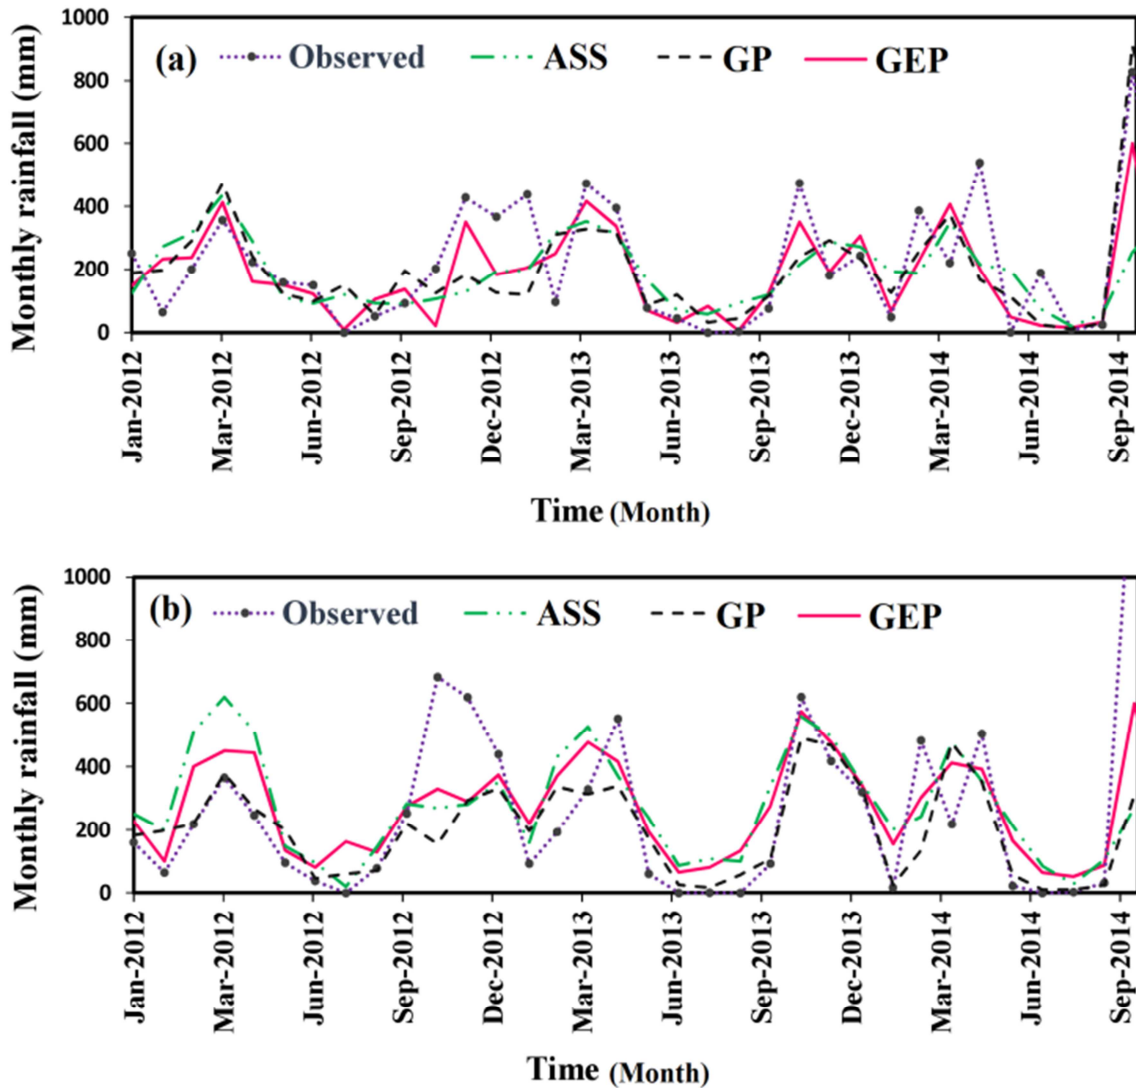 1000
(a) Observed ASS GP GEP
800
600
400
200
0
Monthly rainfall (mm)
Jan-2012
Mar-2012
Jun-2012
Sep-2012
Dec-2012
Mar-2013
Jun-2013
Sep-2013
Dec-2013
Mar-2014
Jun-2014
Sep-2014
Time (Month)
1000
(b) Observed ASS GP GEP
800
600
400
200
0
Monthly rainfall (mm)
Jan-2012
Mar-2012
Jun-2012
Sep-2012
Dec-2012
Mar-2013
Jun-2013
Sep-2013
Dec-2013
Mar-2014
Jun-2014
Sep-2014
Time (Month)